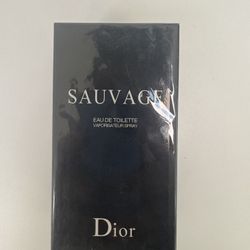 SAUVAGE
EAU DE TOILETTE
VAPORISATEUR SPRAY
Dior